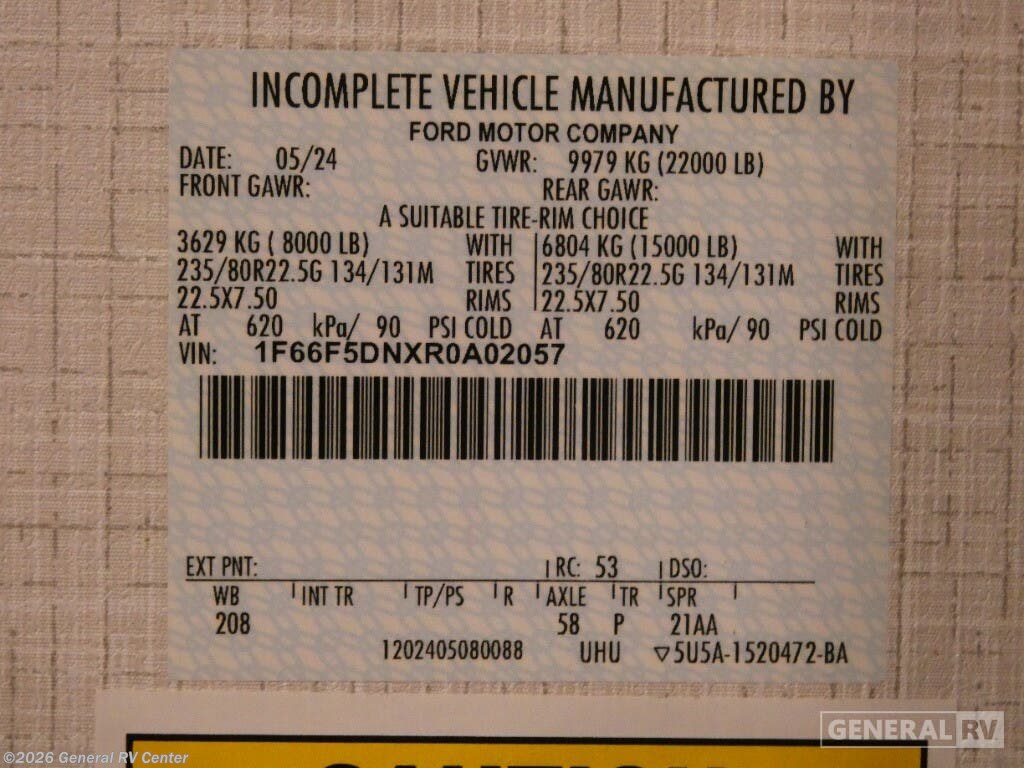 INCOMPLETE VEHICLE MANUFACTURED BY
FORD MOTOR COMPANY
DATE: 05/24 GVWR: 9979 KG (22000 LB)
FRONT GAWR: REAR GAWR:
A SUITABLE TIRE-RIM CHOICE
3629 KG ( 8000 LB) WITH 6804 KG (15000 LB) WITH
235/80R22.5G 134/131M TIRES 235/80R22.5G 134/131M TIRES
22.5X7.50 RIMS 22.5X7.50 RIMS
AT 620 kPa/ 90 PSI COLD AT 620 kPa/ 90 PSI COLD
VIN: 1F66F5DNXR0A02057
EXT PNT: RC: 53 DSO:
WB INT TR TP/PS R AXLE TR SPR
208 58 P 21AA
1202405080088 UHU ▽5U5A-1520472-BA
GENERAL RV
©2026 General RV Center
CAUTION